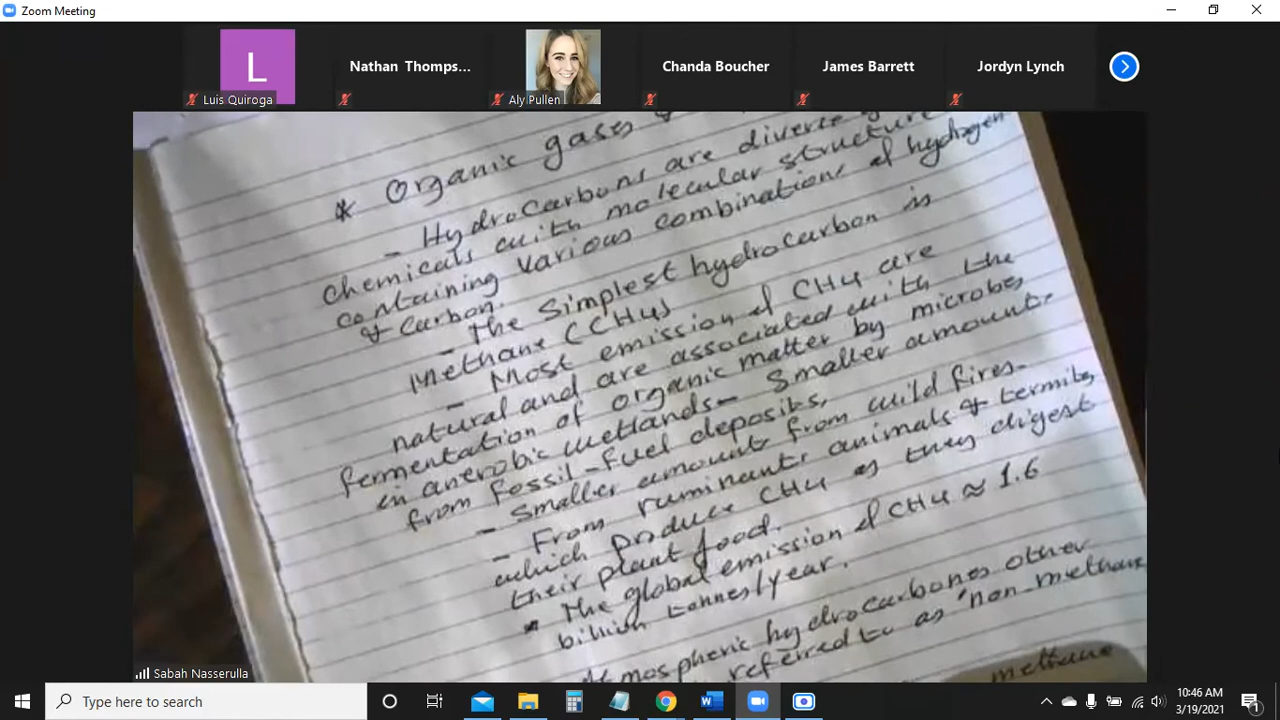 Zoom Meeting
L
Luis Quiroga
Nathan Thomps...
Aly Pullen
Chanda Boucher
James Barrett
Jordyn Lynch
* Organic gases
- Hydrocarbons are diverse
chemicals with molecular structure
containing various combinations of hydrogen
& Carbon.
- The Simplest hydrocarbon is
Methane (CH4)
- Most emission of CH4 are
natural and are associated with the
fermentation of organic matter by microbes
in anerobic wetlands- Smaller amounts
from fossil-fuel deposits,
- Smaller amount from wild fires-
- From ruminant animals & termites
which produce CH4 as they digest
their plant food.
* The global emission of CH4 ≈ 1.6
billion tonnes/year.
hydrocarbones other
referred to as 'non-methane
methane
Sabah Nasserulla
Type here to search
10:46 AM
3/19/2021
1